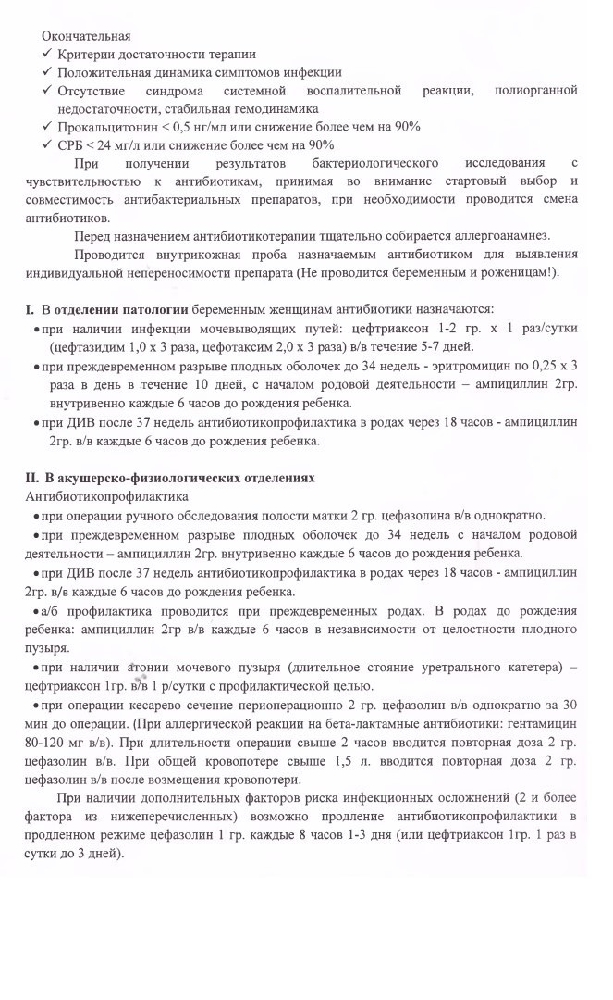 Окончательная
✓ Критерии достаточности терапии
✓ Положительная динамика симптомов инфекции
✓ Отсутствие синдрома системной воспалительной реакции, полиорганной
недостаточности, стабильная гемодинамика
✓ Прокальцитонин < 0,5 нг/мл или снижение более чем на 90%
✓ СРБ < 24 мг/л или снижение более чем на 90%
При получении результатов бактериологического исследования с
чувствительностью к антибиотикам, принимая во внимание стартовый выбор и
совместимость антибактериальных препаратов, при необходимости проводится смена
антибиотиков.
Перед назначением антибиотикотерапии тщательно собирается аллергоанамнез.
Проводится внутрикожная проба назначаемым антибиотиком для выявления
индивидуальной непереносимости препарата (Не проводится беременным и роженицам!).
I. В отделении патологии беременным женщинам антибиотики назначаются:
•при наличии инфекции мочевыводящих путей: цефтриаксон 1-2 гр. х 1 раз/сутки
(цефтазидим 1,0 х 3 раза, цефотаксим 2,0 х 3 раза) в/в течение 5-7 дней.
•при преждевременном разрыве плодных оболочек до 34 недель - эритромицин по 0,25 х 3
раза в день в течение 10 дней, с началом родовой деятельности – ампициллин 2гр.
внутривенно каждые 6 часов до рождения ребенка.
•при ДИВ после 37 недель антибиотикопрофилактика в родах через 18 часов - ампициллин
2гр. в/в каждые 6 часов до рождения ребенка.
II. В акушерско-физиологических отделениях
Антибиотикопрофилактика
•при операции ручного обследования полости матки 2 гр. цефазолина в/в однократно.
•при преждевременном разрыве плодных оболочек до 34 недель с началом родовой
деятельности – ампициллин 2гр. внутривенно каждые 6 часов до рождения ребенка.
•при ДИВ после 37 недель антибиотикопрофилактика в родах через 18 часов - ампициллин
2гр. в/в каждые 6 часов до рождения ребенка.
•а/б профилактика проводится при преждевременных родах. В родах до рождения
ребенка: ампициллин 2гр в/в каждые 6 часов в независимости от целостности плодного
пузыря.
•при наличии атонии мочевого пузыря (длительное стояние уретрального катетера) –
цефтриаксон 1гр. в/в 1 р/сутки с профилактической целью.
•при операции кесарево сечение периоперационно 2 гр. цефазолин в/в однократно за 30
мин до операции. (При аллергической реакции на бета-лактамные антибиотики: гентамицин
80-120 мг в/в). При длительности операции свыше 2 часов вводится повторная доза 2 гр.
цефазолин в/в. При общей кровопотере свыше 1,5 л. вводится повторная доза 2 гр.
цефазолин в/в после возмещения кровопотери.
При наличии дополнительных факторов риска инфекционных осложнений (2 и более
фактора из нижеперечисленных) возможно продление антибиотикопрофилактики в
продленном режиме цефазолин 1 гр. каждые 8 часов 1-3 дня (или цефтриаксон 1гр. 1 раз в
сутки до 3 дней).